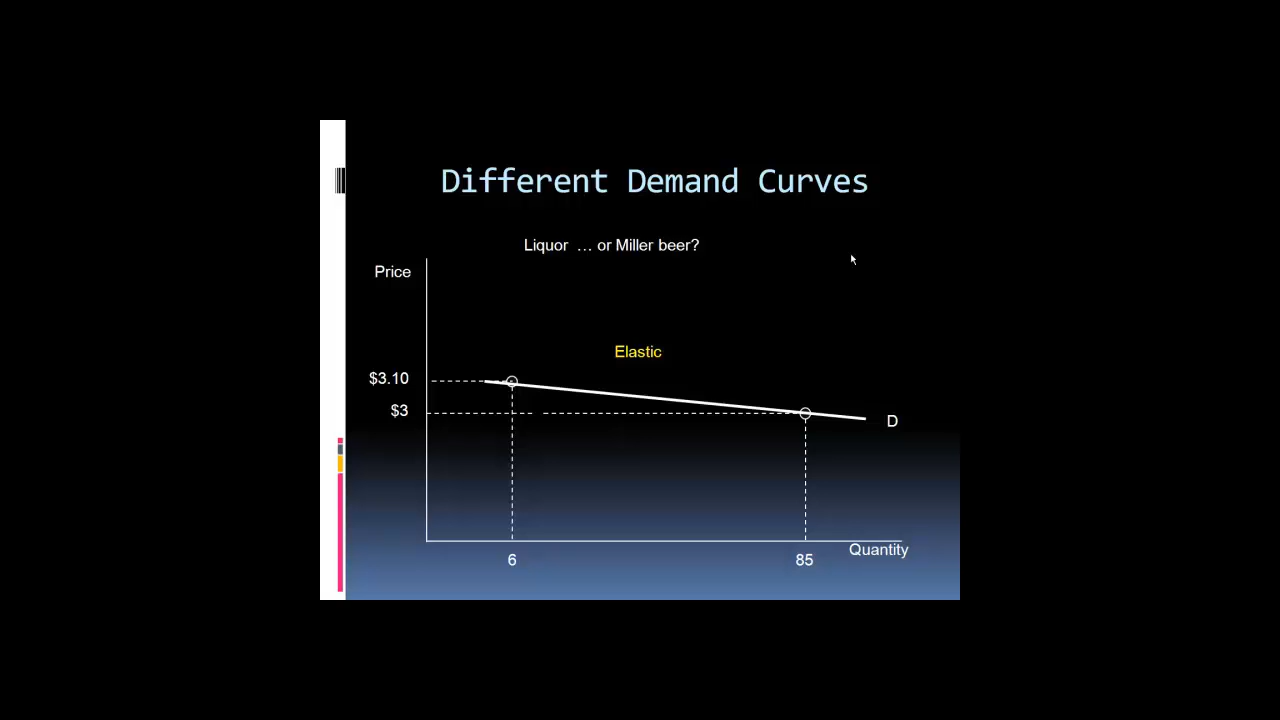 Different Demand Curves
Liquor … or Miller beer?
Price
Elastic
$3.10
$3
D
Quantity
6
85